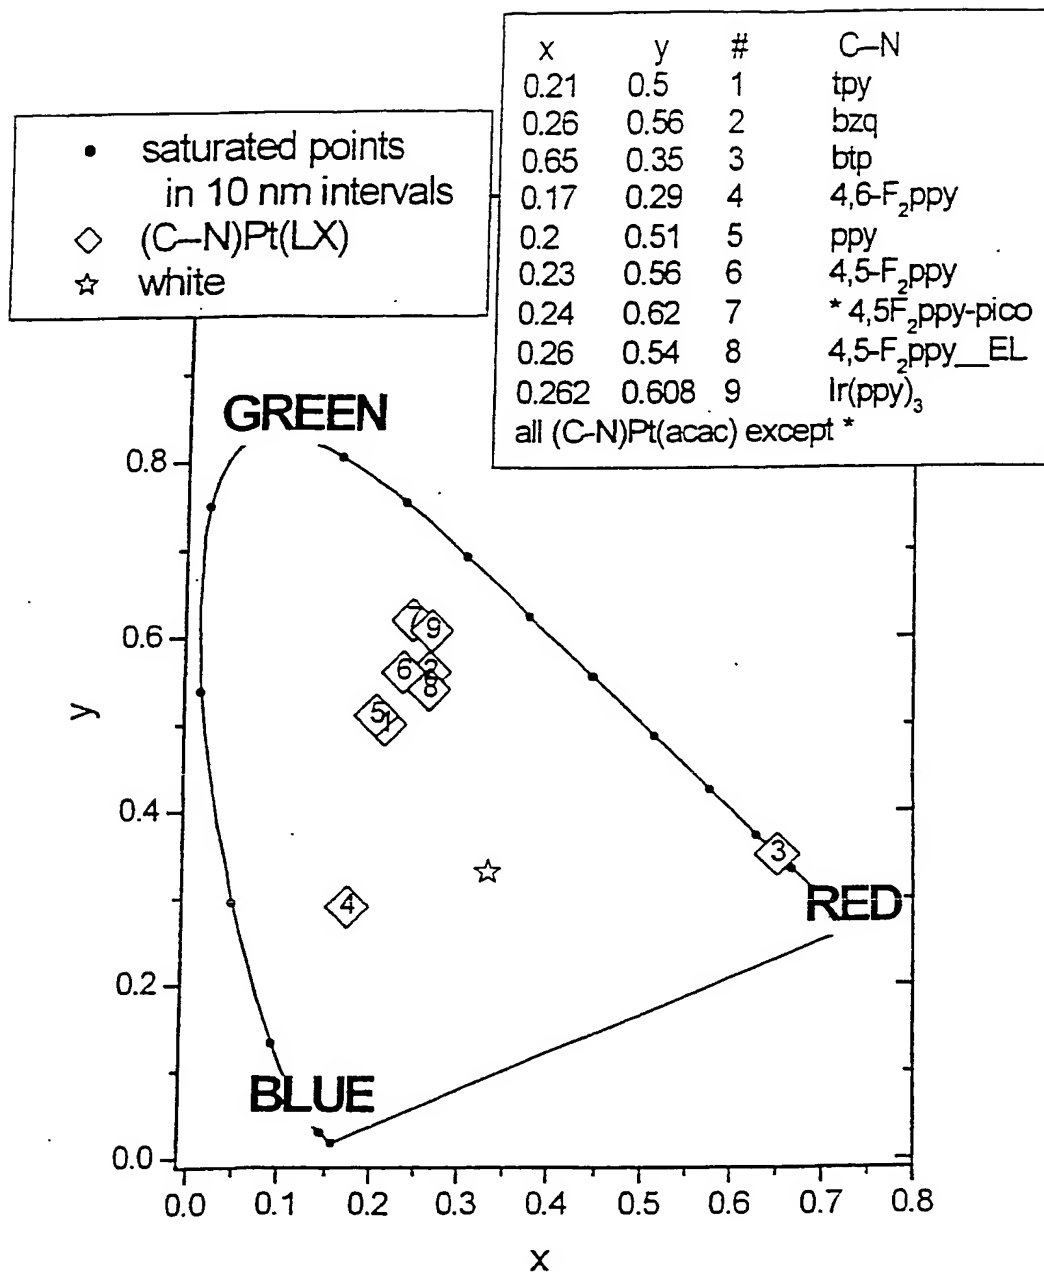 x y # C–N
0.21 0.5 1 tpy
0.26 0.56 2 bzq
0.65 0.35 3 btp
0.17 0.29 4 4,6-F₂ppy
0.2 0.51 5 ppy
0.23 0.56 6 4,5-F₂ppy
0.24 0.62 7 * 4,5F₂ppy-pico
0.26 0.54 8 4,5-F₂ppy__EL
0.262 0.608 9 Ir(ppy)₃
all (C-N)Pt(acac) except *
saturated points
in 10 nm intervals
(C–N)Pt(LX)
white
GREEN
0.8
0.6
0.4
0.2
0.0
y
7
9
6
2
8
5
1
3
4
RED
BLUE
0.0 0.1 0.2 0.3 0.4 0.5 0.6 0.7 0.8
x